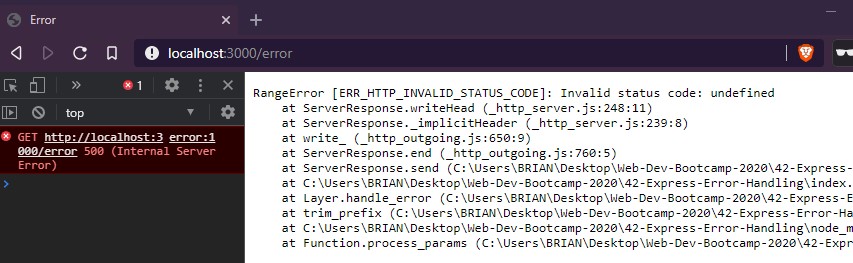 Error
localhost:3000/error
1
top
GET http://localhost:3 error:1
000/error 500 (Internal Server
Error)
RangeError [ERR_HTTP_INVALID_STATUS_CODE]: Invalid status code: undefined
at ServerResponse.writeHead (_http_server.js:248:11)
at ServerResponse._implicitHeader (_http_server.js:239:8)
at write_ (_http_outgoing.js:650:9)
at ServerResponse.end (_http_outgoing.js:760:5)
at ServerResponse.send (C:\Users\BRIAN\Desktop\Web-Dev-Bootcamp-2020\42-Express-
at C:\Users\BRIAN\Desktop\Web-Dev-Bootcamp-2020\42-Express-Error-Handling\index.
at Layer.handle_error (C:\Users\BRIAN\Desktop\Web-Dev-Bootcamp-2020\42-Express-E
at trim_prefix (C:\Users\BRIAN\Desktop\Web-Dev-Bootcamp-2020\42-Express-Error-Ha
at C:\Users\BRIAN\Desktop\Web-Dev-Bootcamp-2020\42-Express-Error-Handling\node_m
at Function.process_params (C:\Users\BRIAN\Desktop\Web-Dev-Bootcamp-2020\42-Expr